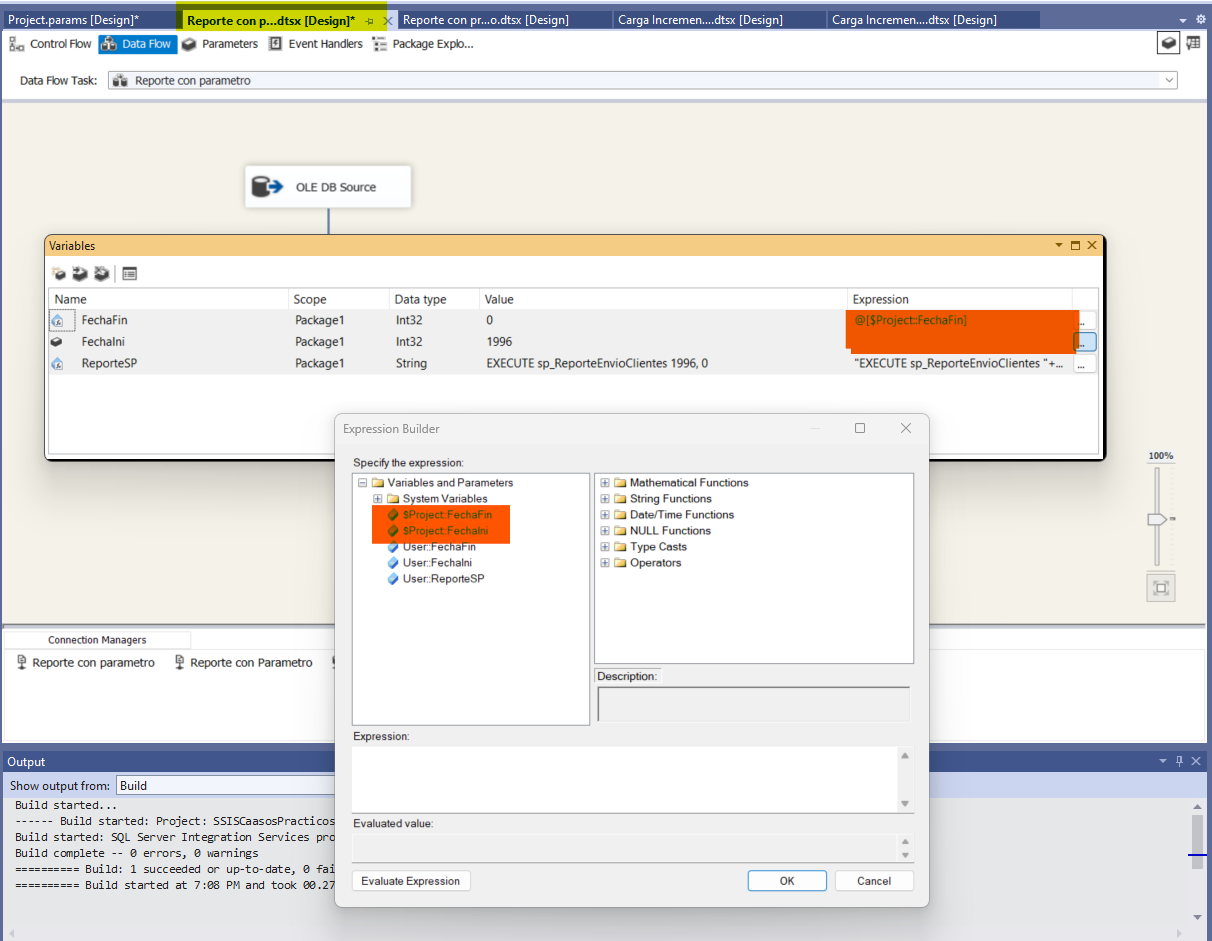 Project.params [Design]*
Reporte con p...dtsx [Design]*
Reporte con pr...o.dtsx [Design]
Carga Incremen....dtsx [Design]
Carga Incremen....dtsx [Design]
Control Flow
Data Flow
Parameters
Event Handlers
Package Explo...
Data Flow Task:
Reporte con parametro
OLE DB Source
Variables
Name Scope Data type Value Expression
FechaFin Package1 Int32 0 @[$Project::FechaFin] ...
FechaIni Package1 Int32 1996 ...
ReporteSP Package1 String EXECUTE sp_ReporteEnvioClientes 1996, 0 "EXECUTE sp_ReporteEnvioClientes "+... ...
Expression Builder
Specify the expression:
Variables and Parameters
System Variables
$Project::FechaFin
$Project::FechaIni
User::FechaFin
User::FechaIni
User::ReporteSP
Mathematical Functions
String Functions
Date/Time Functions
NULL Functions
Type Casts
Operators
Description:
Expression:
Evaluated value:
Evaluate Expression
OK
Cancel
100%
Connection Managers
Reporte con parametro
Reporte con Parametro
Output
Show output from: Build
Build started...
------ Build started: Project: SSISCaasosPracticos
Build started: SQL Server Integration Services pro
Build complete -- 0 errors, 0 warnings
========== Build: 1 succeeded or up-to-date, 0 fai
========== Build started at 7:08 PM and took 00.27